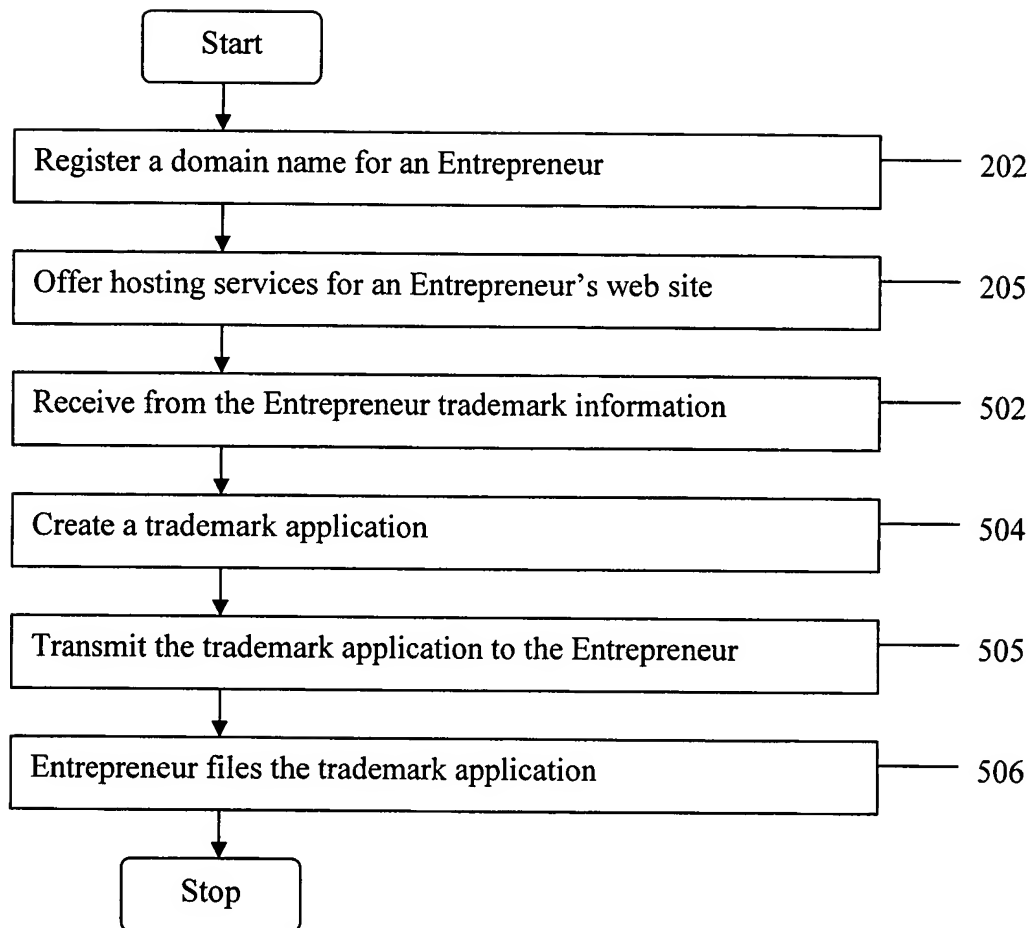 Start
Register a domain name for an Entrepreneur
202
Offer hosting services for an Entrepreneur's web site
205
Receive from the Entrepreneur trademark information
502
Create a trademark application
504
Transmit the trademark application to the Entrepreneur
505
Entrepreneur files the trademark application
506
Stop